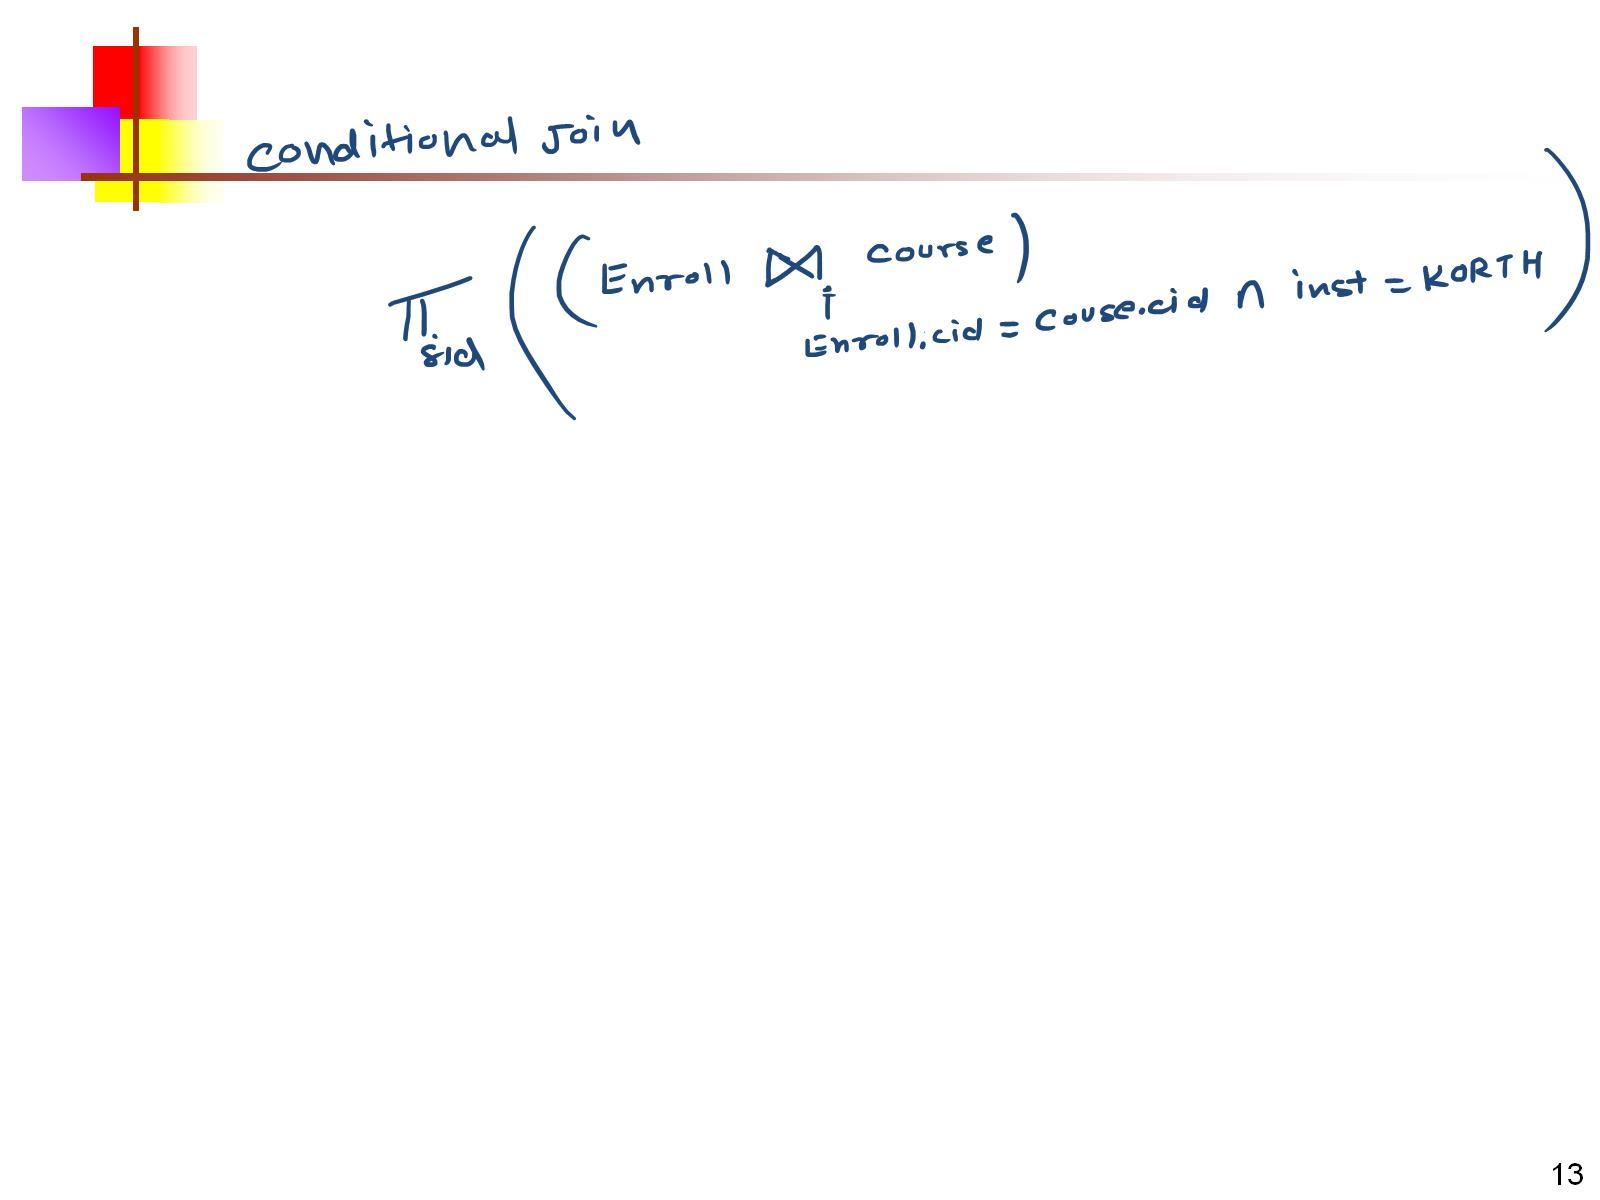 conditional Join
π sid ((Enroll ⋈ course)
Enroll.cid = Couse.cid ∩ inst = KORTH)
13